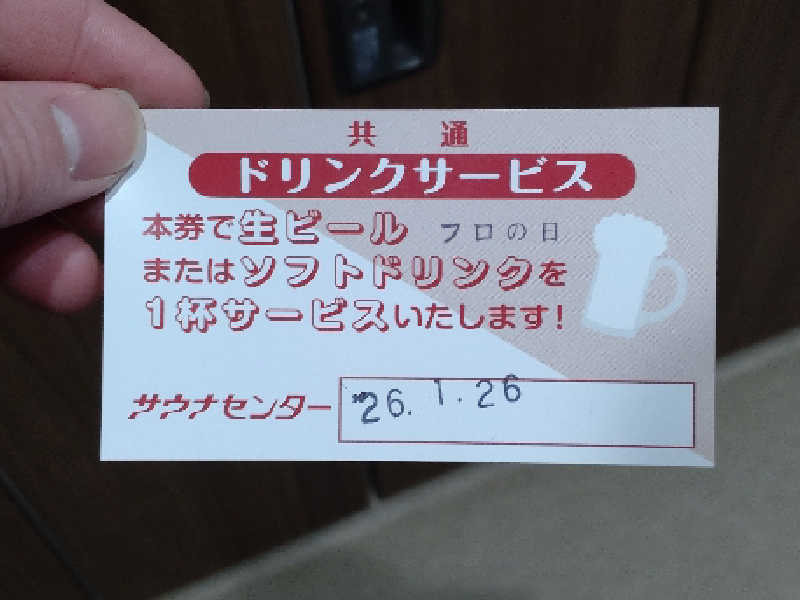 共通
ドリンクサービス
本券で生ビール フロの日
またはソフトドリンクを
1杯サービスいたします!
サウナセンター '26.1.26